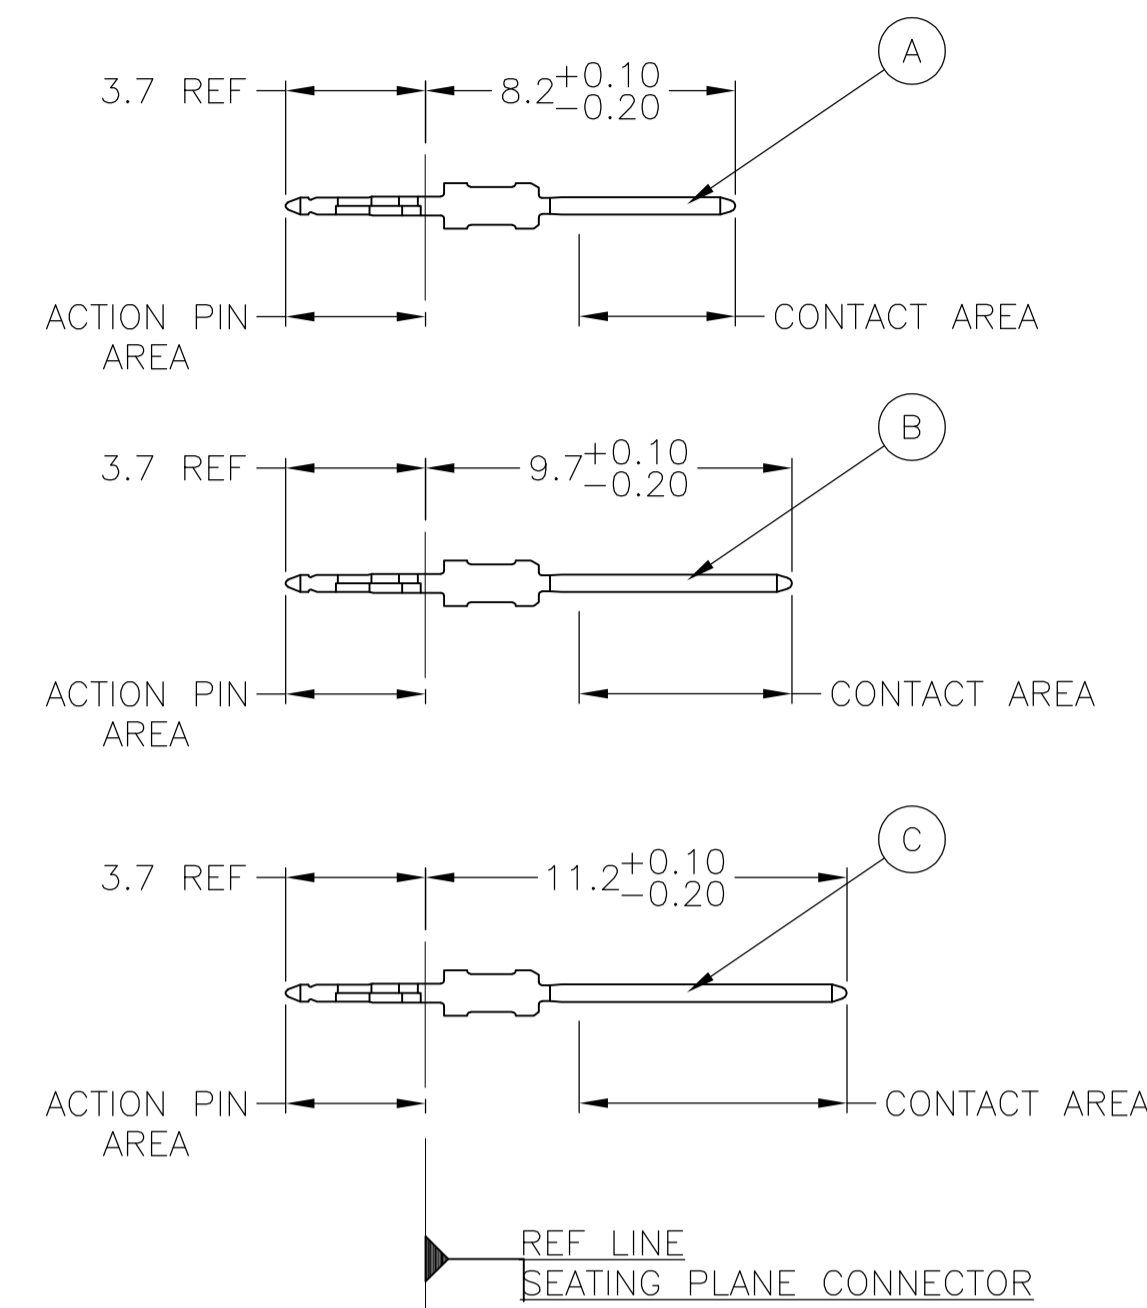 A
3.7 REF
8.2 +0.10 -0.20
ACTION PIN
AREA
CONTACT AREA
B
3.7 REF
9.7 +0.10 -0.20
ACTION PIN
AREA
CONTACT AREA
C
3.7 REF
11.2 +0.10 -0.20
ACTION PIN
AREA
CONTACT AREA
REF LINE
SEATING PLANE CONNECTOR